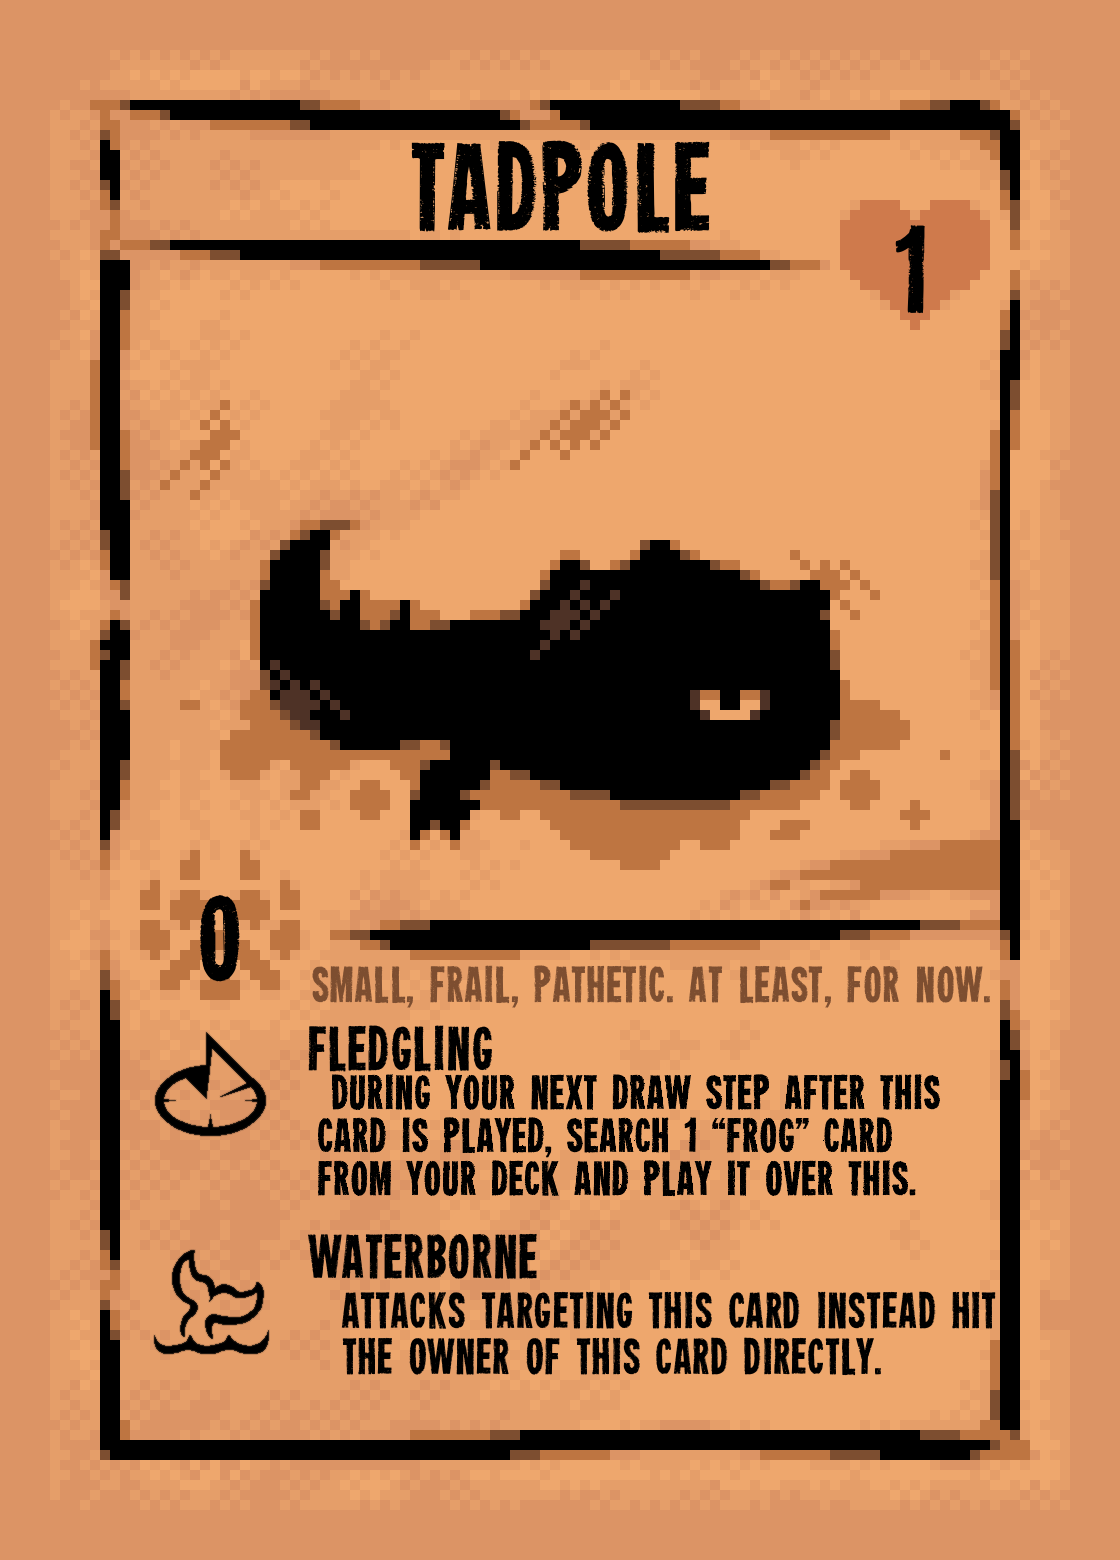 TADPOLE
1
0
SMALL, FRAIL, PATHETIC. AT LEAST, FOR NOW.
FLEDGLING
DURING YOUR NEXT DRAW STEP AFTER THIS
CARD IS PLAYED, SEARCH 1 “FROG” CARD
FROM YOUR DECK AND PLAY IT OVER THIS.
WATERBORNE
ATTACKS TARGETING THIS CARD INSTEAD HIT
THE OWNER OF THIS CARD DIRECTLY.